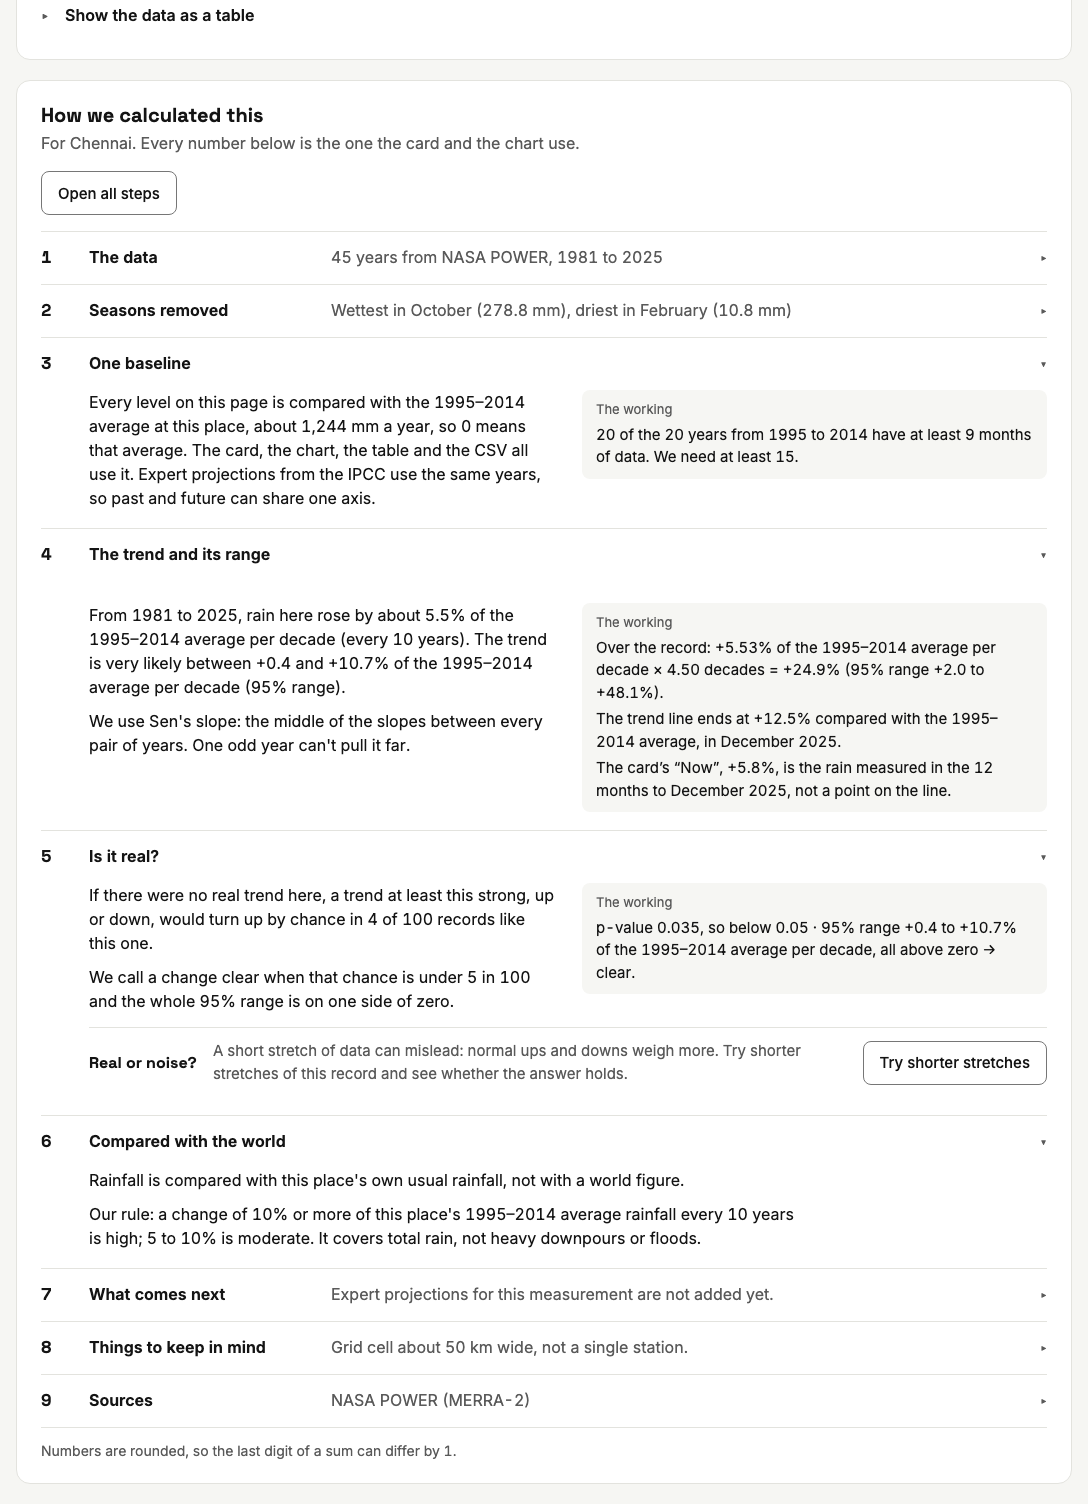 Show the data as a table
How we calculated this
For Chennai. Every number below is the one the card and the chart use.
Open all steps
1 The data 45 years from NASA POWER, 1981 to 2025
2 Seasons removed Wettest in October (278.8 mm), driest in February (10.8 mm)
3 One baseline
Every level on this page is compared with the 1995–2014
average at this place, about 1,244 mm a year, so 0 means
that average. The card, the chart, the table and the CSV all
use it. Expert projections from the IPCC use the same years,
so past and future can share one axis.
The working
20 of the 20 years from 1995 to 2014 have at least 9 months
of data. We need at least 15.
4 The trend and its range
From 1981 to 2025, rain here rose by about 5.5% of the
1995–2014 average per decade (every 10 years). The trend
is very likely between +0.4 and +10.7% of the 1995–2014
average per decade (95% range).
We use Sen's slope: the middle of the slopes between every
pair of years. One odd year can't pull it far.
The working
Over the record: +5.53% of the 1995–2014 average per
decade × 4.50 decades = +24.9% (95% range +2.0 to
+48.1%).
The trend line ends at +12.5% compared with the 1995–
2014 average, in December 2025.
The card’s “Now”, +5.8%, is the rain measured in the 12
months to December 2025, not a point on the line.
5 Is it real?
If there were no real trend here, a trend at least this strong, up
or down, would turn up by chance in 4 of 100 records like
this one.
We call a change clear when that chance is under 5 in 100
and the whole 95% range is on one side of zero.
The working
p-value 0.035, so below 0.05 · 95% range +0.4 to +10.7%
of the 1995–2014 average per decade, all above zero →
clear.
Real or noise?
A short stretch of data can mislead: normal ups and downs weigh more. Try shorter
stretches of this record and see whether the answer holds.
Try shorter stretches
6 Compared with the world
Rainfall is compared with this place's own usual rainfall, not with a world figure.
Our rule: a change of 10% or more of this place's 1995–2014 average rainfall every 10 years
is high; 5 to 10% is moderate. It covers total rain, not heavy downpours or floods.
7 What comes next Expert projections for this measurement are not added yet.
8 Things to keep in mind Grid cell about 50 km wide, not a single station.
9 Sources NASA POWER (MERRA-2)
Numbers are rounded, so the last digit of a sum can differ by 1.